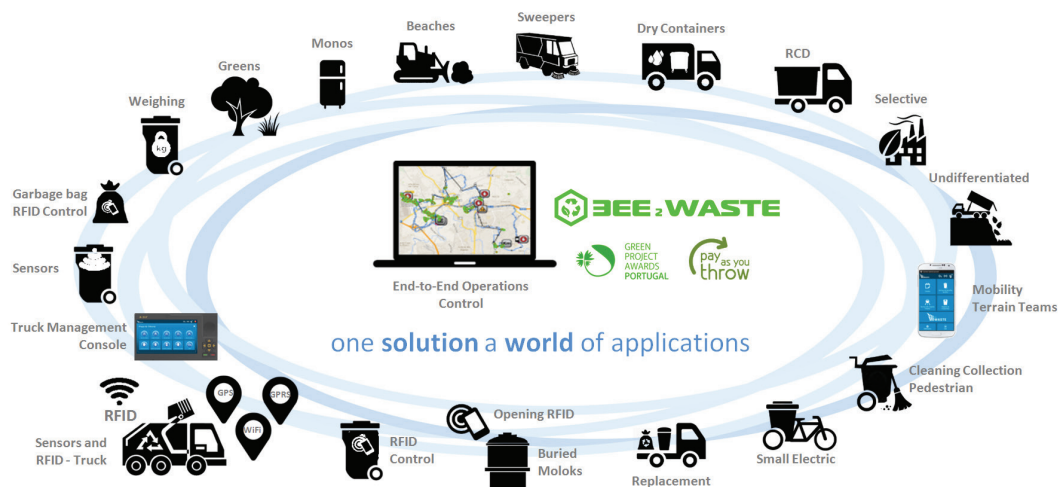 Sweepers
Beaches
Dry Containers
Monos
RCD
Greens
Selective
Weighing
kg
Undifferentiated
Garbage bag
RFID Control
BEE2WASTE
GREEN
PROJECT
AWARDS
PORTUGAL
pay
as you
throw
Sensors
End-to-End Operations
Control
Mobility
Terrain Teams
WASTE
Truck Management
Console
one solution a world of applications
Cleaning Collection
Pedestrian
RFID
GPS
GPRS
WiFi
Sensors and
RFID - Truck
RFID
Control
Opening RFID
Buried
Moloks
Replacement
Small Electric